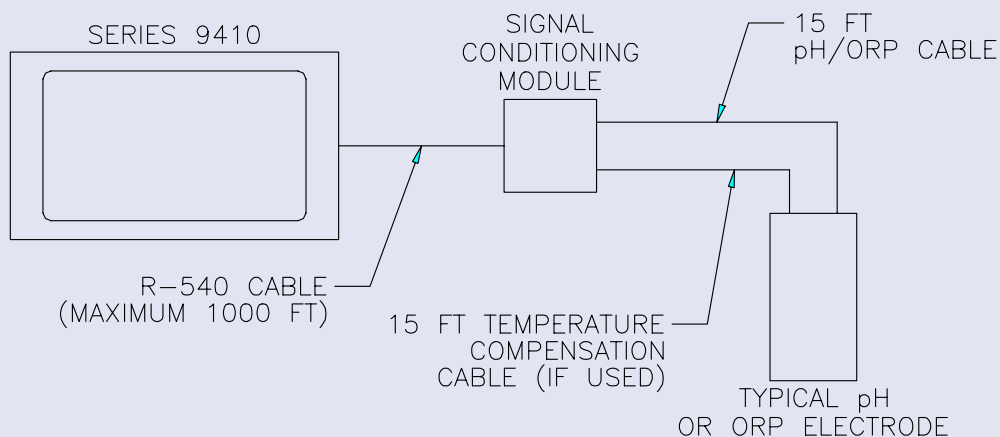 SERIES 9410
SIGNAL
CONDITIONING
MODULE
15 FT
pH/ORP CABLE
R-540 CABLE
(MAXIMUM 1000 FT)
15 FT TEMPERATURE
COMPENSATION
CABLE (IF USED)
TYPICAL pH
OR ORP ELECTRODE